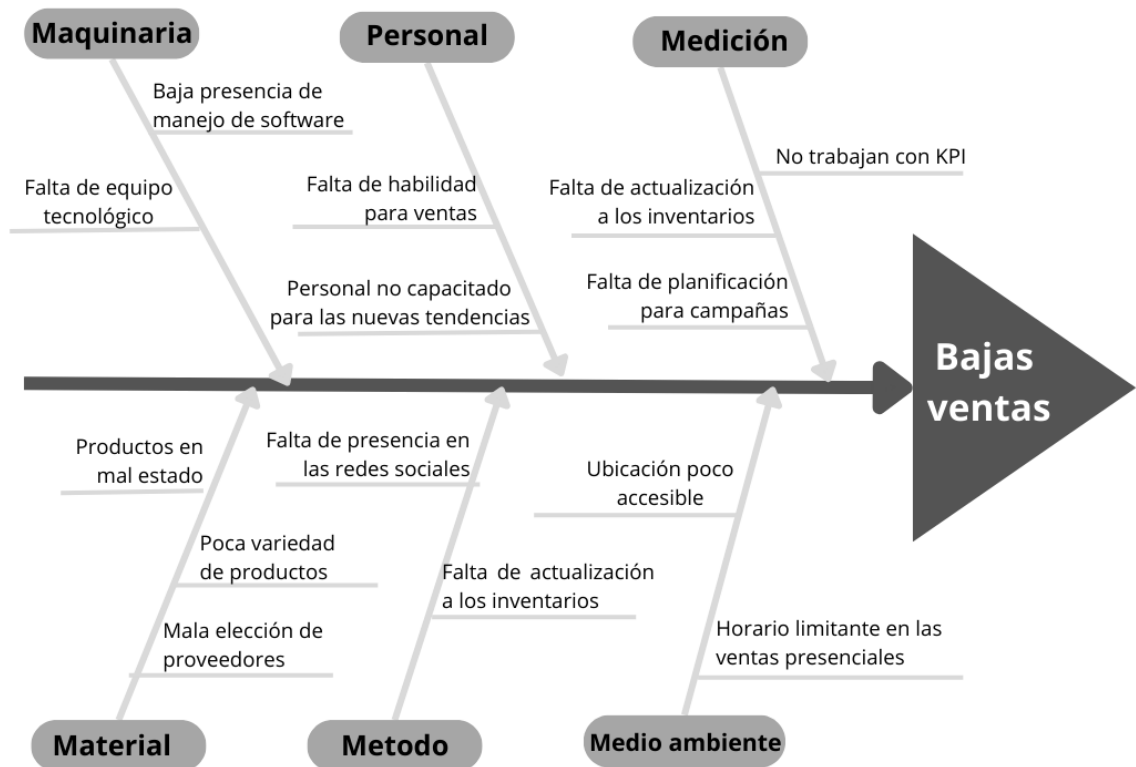 Maquinaria
Personal
Medición
Baja presencia de
manejo de software
Falta de equipo
tecnológico
Falta de habilidad
para ventas
Personal no capacitado
para las nuevas tendencias
No trabajan con KPI
Falta de actualización
a los inventarios
Falta de planificación
para campañas
Bajas
ventas
Productos en
mal estado
Poca variedad
de productos
Mala elección de
proveedores
Falta de presencia en
las redes sociales
Falta de actualización
a los inventarios
Ubicación poco
accesible
Horario limitante en las
ventas presenciales
Material
Metodo
Medio ambiente